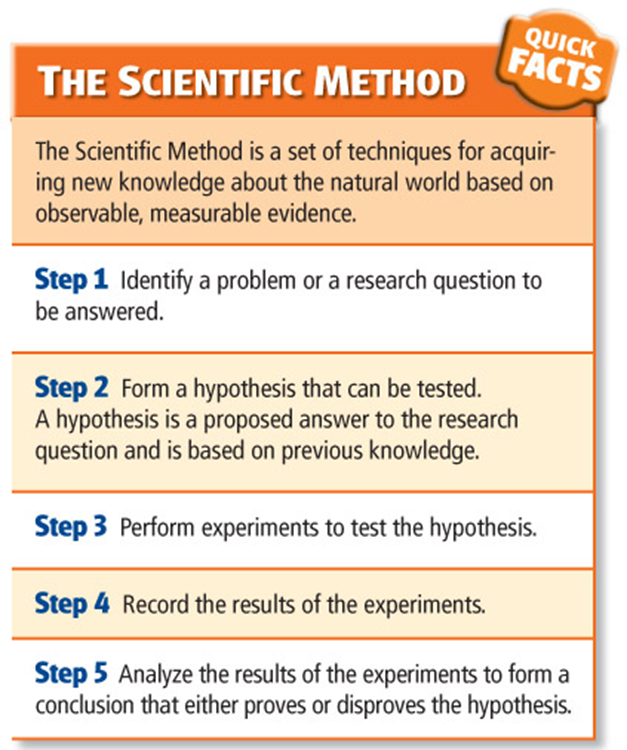 QUICK
FACTS
THE SCIENTIFIC METHOD
The Scientific Method is a set of techniques for acquir-
ing new knowledge about the natural world based on
observable, measurable evidence.
Step 1 Identify a problem or a research question to
be answered.
Step 2 Form a hypothesis that can be tested.
A hypothesis is a proposed answer to the research
question and is based on previous knowledge.
Step 3 Perform experiments to test the hypothesis.
Step 4 Record the results of the experiments.
Step 5 Analyze the results of the experiments to form a
conclusion that either proves or disproves the hypothesis.